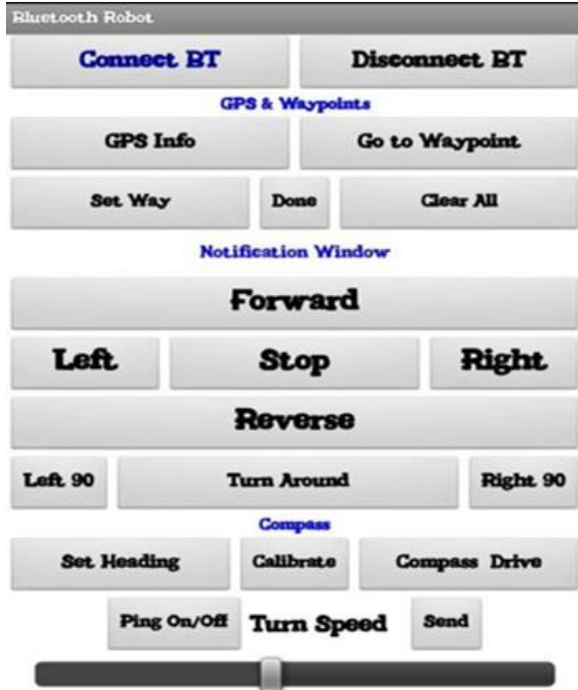 Bluetooth Robot
Connect BT Disconnect BT
GPS & Waypoints
GPS Info Go to Waypoint
Set Way Done Clear All
Notification Window
Forward
Left Stop Right
Reverse
Left 90 Turn Around Right 90
Compass
Set Heading Calibrate Compass Drive
Ping On/Off Turn Speed Send